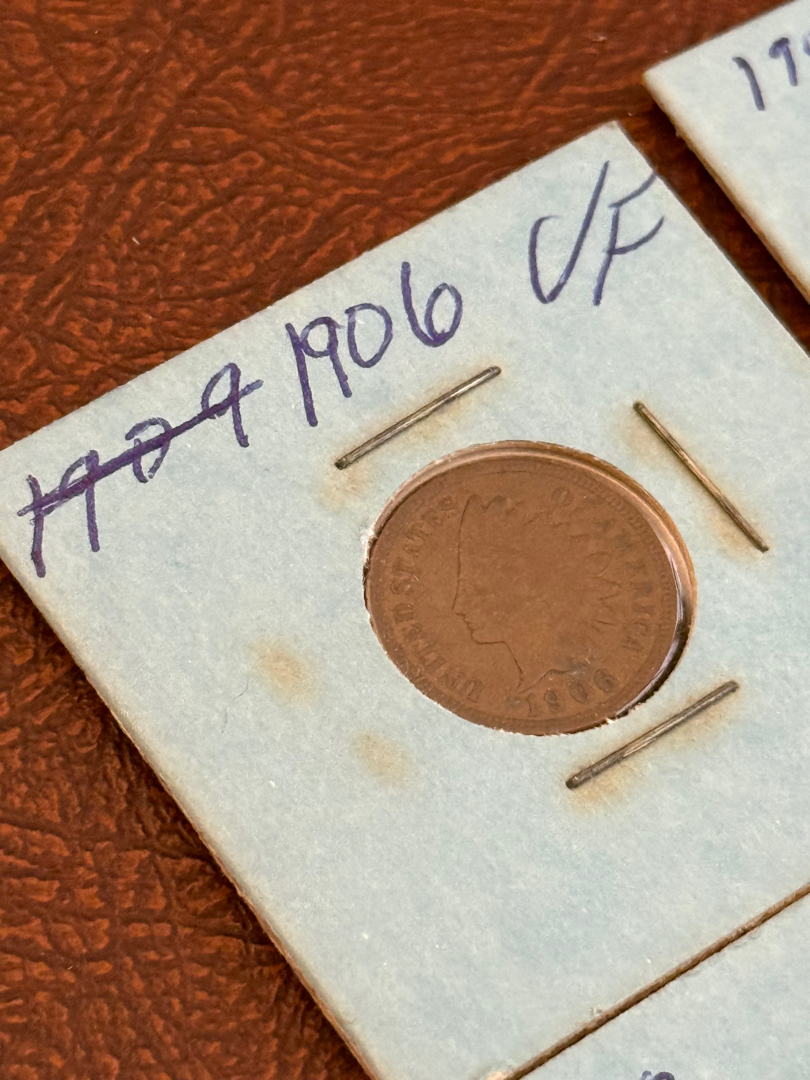 1909 1906 VF
UNITED STATES OF AMERICA
1906